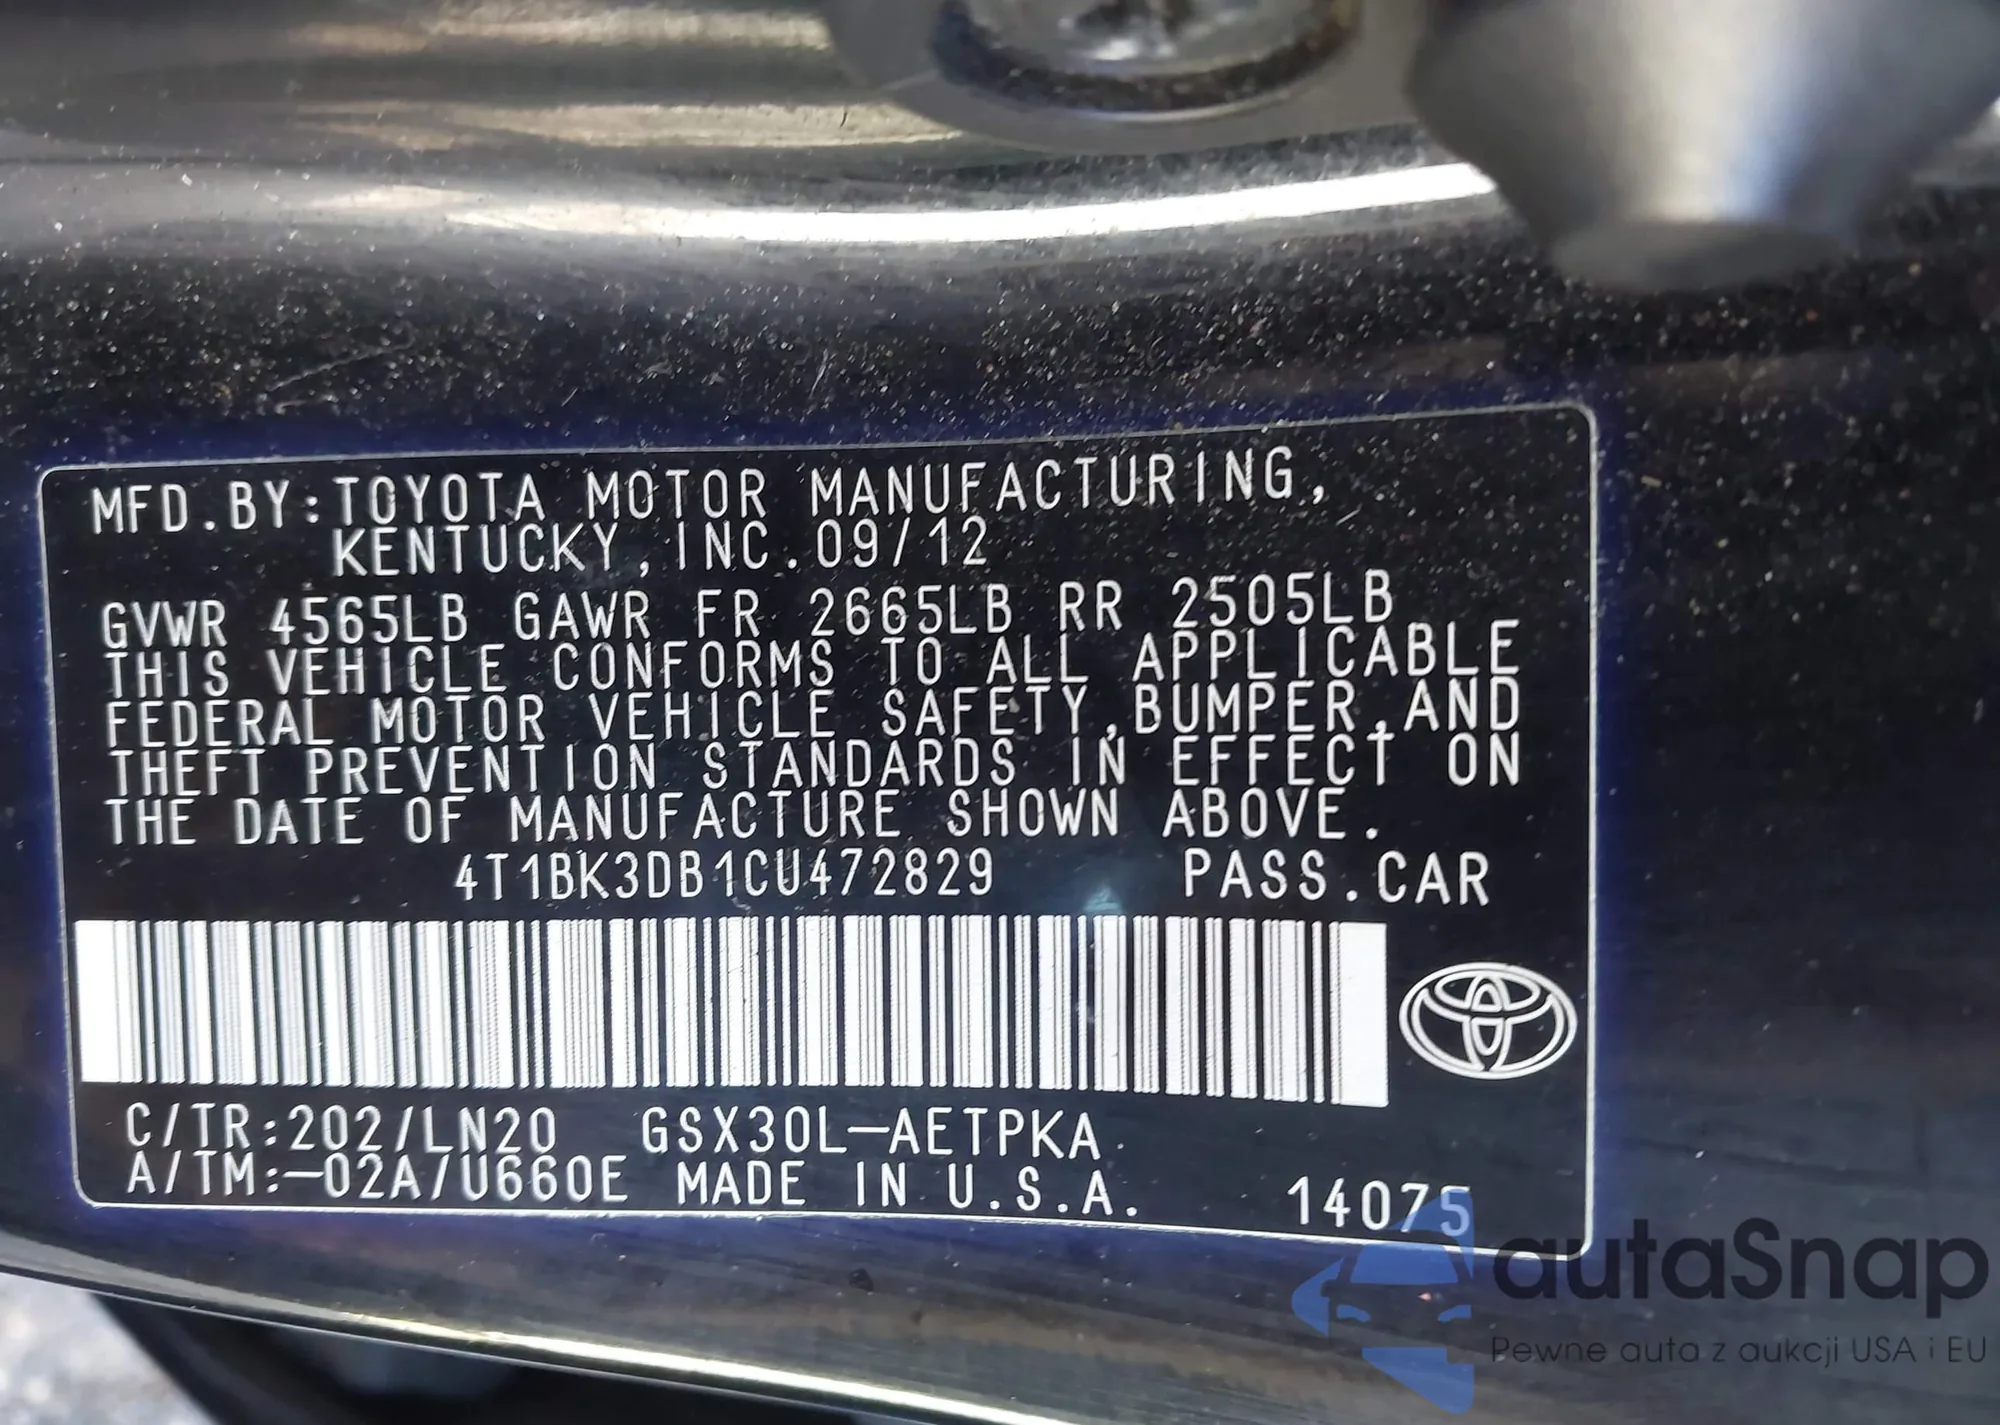 MFD.BY:TOYOTA MOTOR MANUFACTURING,
KENTUCKY,INC.09/12
GVWR 4565LB GAWR FR 2665LB RR 2505LB
THIS VEHICLE CONFORMS TO ALL APPLICABLE
FEDERAL MOTOR VEHICLE SAFETY,BUMPER,AND
THEFT PREVENTION STANDARDS IN EFFECT ON
THE DATE OF MANUFACTURE SHOWN ABOVE.
4T1BK3DB1CU472829 PASS.CAR
C/TR:202/LN20 GSX30L-AETPKA
A/TM:-02A/U660E MADE IN U.S.A. 14075
autaSnap
Pewne auta z aukcji USA i EU